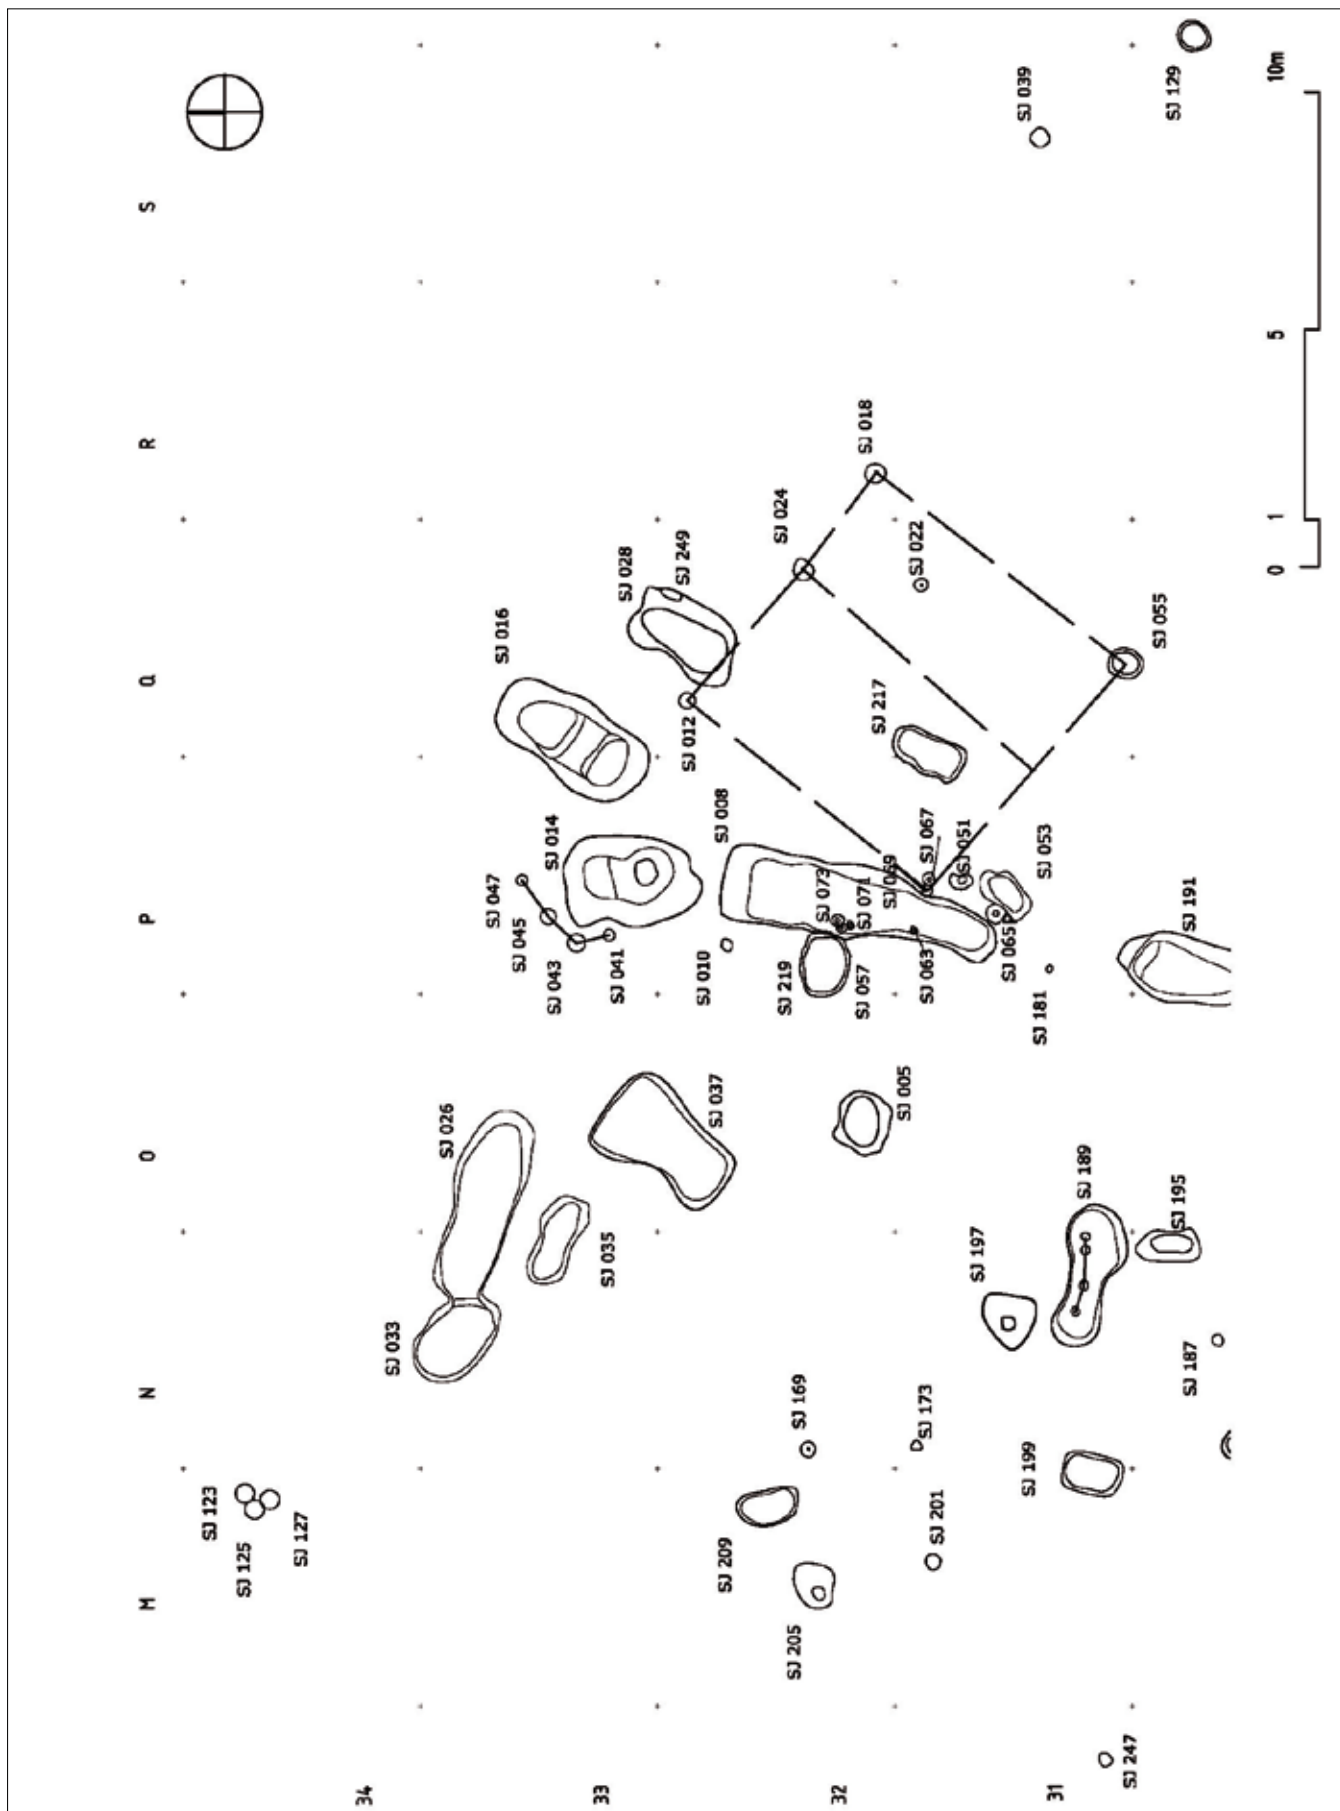 S
R
Q
P
O
N
M
34
33
32
31
10m
5
1
0
SJ 039
SJ 129
SJ 018
SJ 024
SJ 022
SJ 028
SJ 249
SJ 016
SJ 055
SJ 012
SJ 217
SJ 008
SJ 014
SJ 067
SJ 051
SJ 053
SJ 047
SJ 045
SJ 043
SJ 041
SJ 010
SJ 073
SJ 071
SJ 069
SJ 219
SJ 057
SJ 063
SJ 065
SJ 181
SJ 191
SJ 026
SJ 037
SJ 005
SJ 035
SJ 033
SJ 189
SJ 195
SJ 197
SJ 187
SJ 169
SJ 173
SJ 199
SJ 201
SJ 123
SJ 125
SJ 127
SJ 209
SJ 205
SJ 247